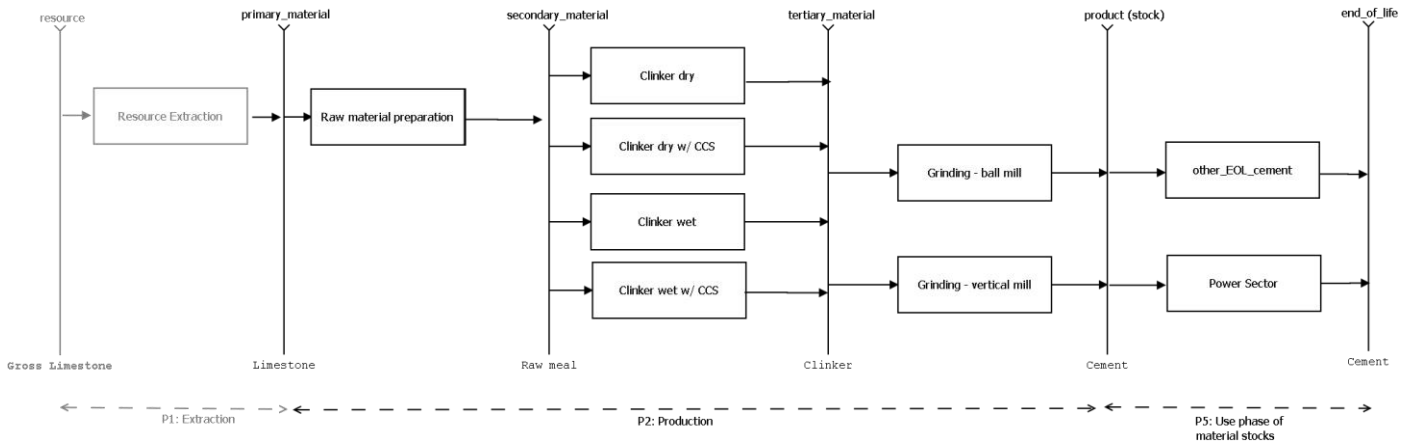 resource
primary_material
secondary_material
tertiary_material
product (stock)
end_of_life
Resource Extraction
Raw material preparation
Clinker dry
Clinker dry w/ CCS
Clinker wet
Clinker wet w/ CCS
Grinding - ball mill
Grinding - vertical mill
other_EOL_cement
Power Sector
Gross Limestone
Limestone
Raw meal
Clinker
Cement
Cement
P1: Extraction
P2: Production
P5: Use phase of
material stocks